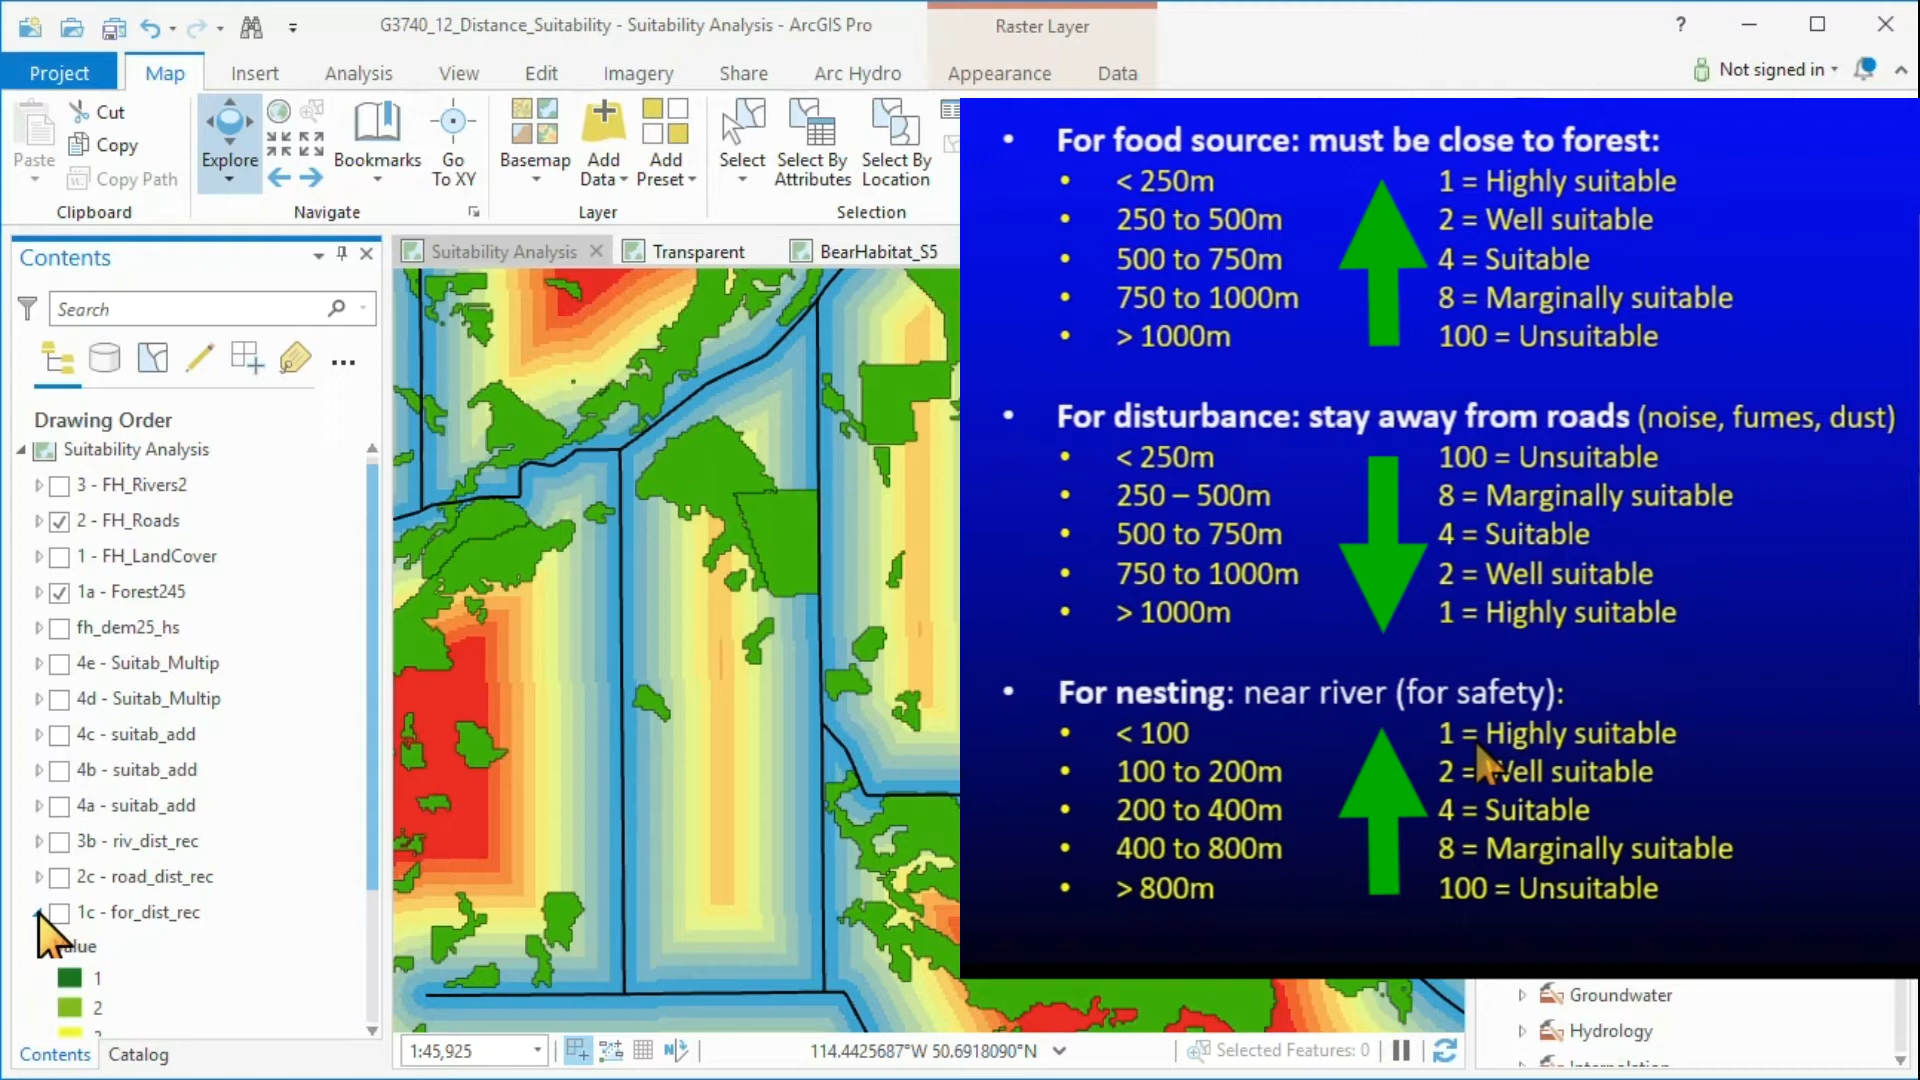 G3740_12_Distance_Suitability - Suitability Analysis - ArcGIS Pro
Raster Layer
?
Project
Map
Insert
Analysis
View
Edit
Imagery
Share
Arc Hydro
Appearance
Data
Not signed in
Paste
Cut
Copy
Copy Path
Clipboard
Explore
Bookmarks
Go To XY
Navigate
Basemap
Add Data
Add Preset
Layer
Select
Select By Attributes
Select By Location
Selection
Contents
Search
Drawing Order
Suitability Analysis
3 - FH_Rivers2
2 - FH_Roads
1 - FH_LandCover
1a - Forest245
fh_dem25_hs
4e - Suitab_Multip
4d - Suitab_Multip
4c - suitab_add
4b - suitab_add
4a - suitab_add
3b - riv_dist_rec
2c - road_dist_rec
1c - for_dist_rec
1
2
Contents
Catalog
Suitability Analysis
Transparent
BearHabitat_S5
• For food source: must be close to forest:
• < 250m 1 = Highly suitable
• 250 to 500m 2 = Well suitable
• 500 to 750m 4 = Suitable
• 750 to 1000m 8 = Marginally suitable
• > 1000m 100 = Unsuitable
• For disturbance: stay away from roads (noise, fumes, dust)
• < 250m 100 = Unsuitable
• 250 – 500m 8 = Marginally suitable
• 500 to 750m 4 = Suitable
• 750 to 1000m 2 = Well suitable
• > 1000m 1 = Highly suitable
• For nesting: near river (for safety):
• < 100 1 = Highly suitable
• 100 to 200m 2 = Well suitable
• 200 to 400m 4 = Suitable
• 400 to 800m 8 = Marginally suitable
• > 800m 100 = Unsuitable
Groundwater
Hydrology
1:45,925
114.4425687°W 50.6918090°N
Selected Features: 0